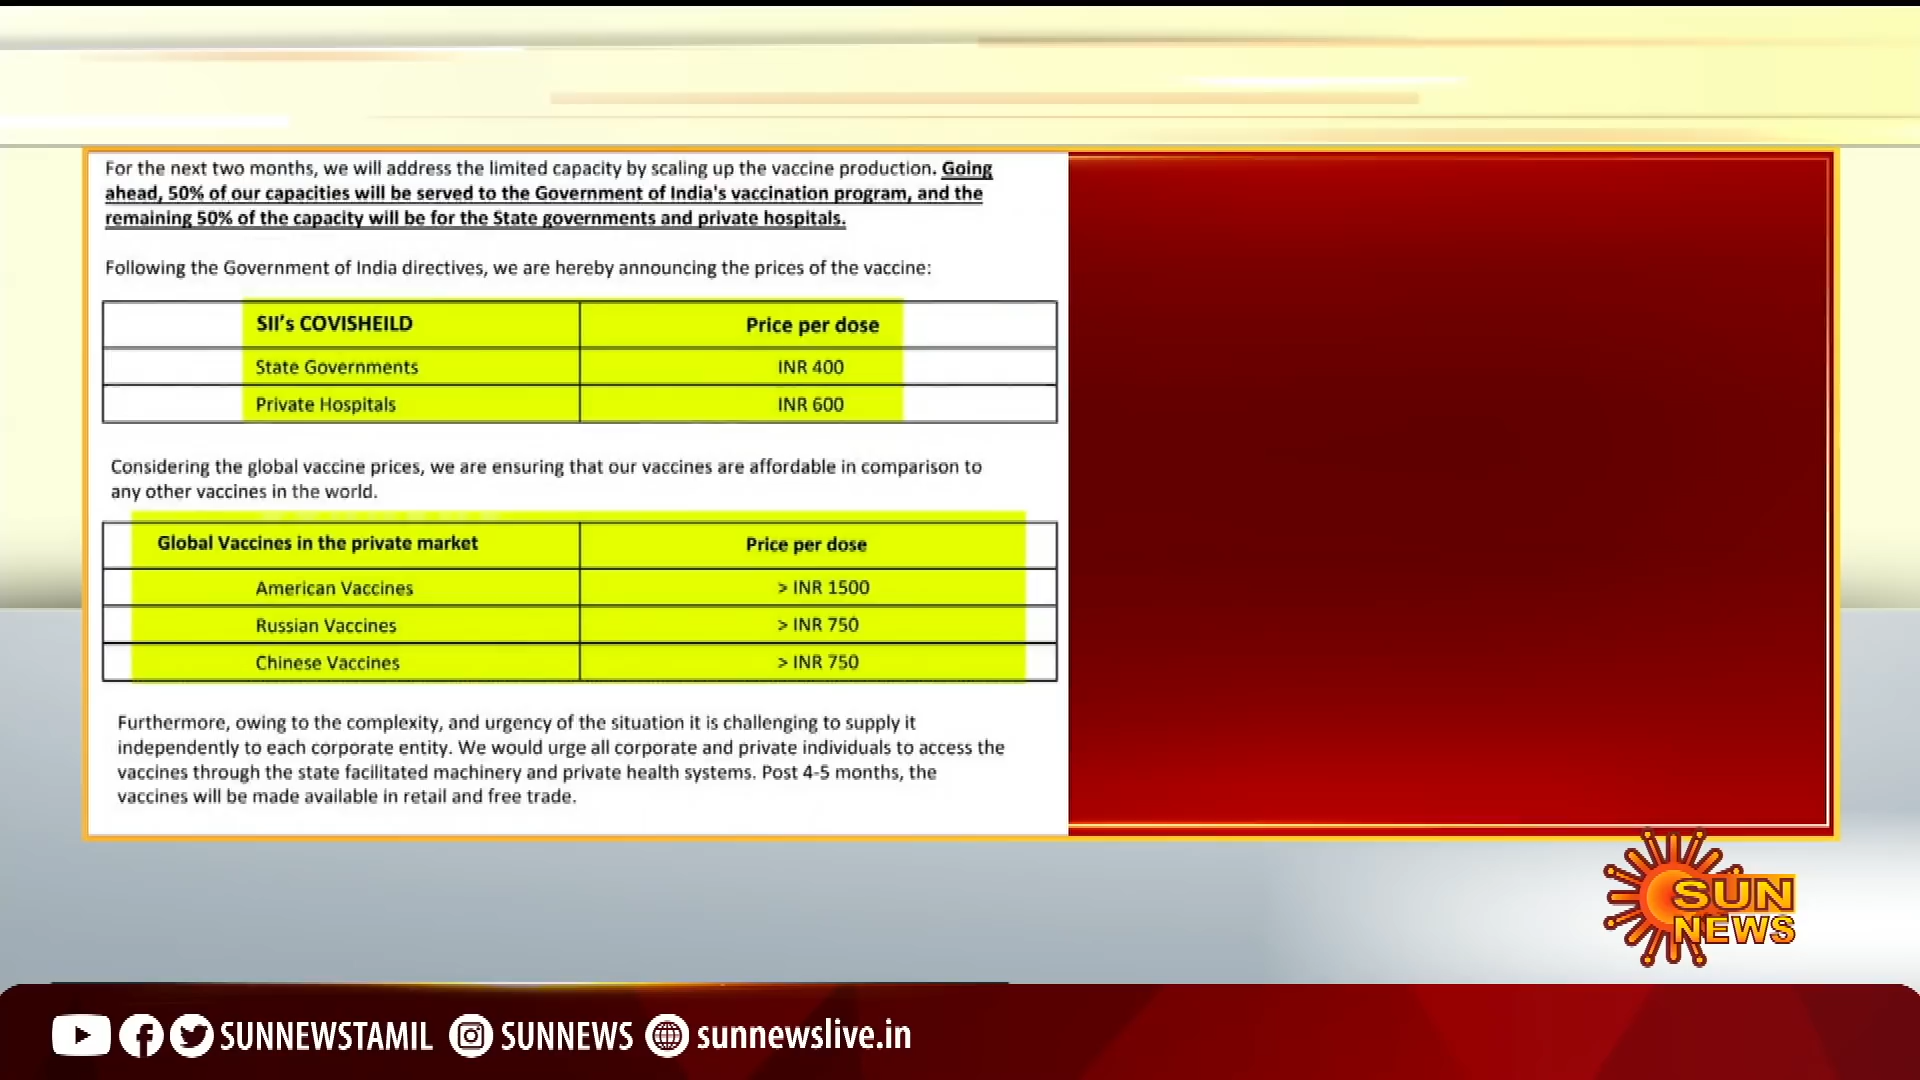 For the next two months, we will address the limited capacity by scaling up the vaccine production. Going
ahead, 50% of our capacities will be served to the Government of India's vaccination program, and the
remaining 50% of the capacity will be for the State governments and private hospitals.
Following the Government of India directives, we are hereby announcing the prices of the vaccine:
SII's COVISHEILD Price per dose
State Governments INR 400
Private Hospitals INR 600
Considering the global vaccine prices, we are ensuring that our vaccines are affordable in comparison to
any other vaccines in the world.
Global Vaccines in the private market Price per dose
American Vaccines > INR 1500
Russian Vaccines > INR 750
Chinese Vaccines > INR 750
Furthermore, owing to the complexity, and urgency of the situation it is challenging to supply it
independently to each corporate entity. We would urge all corporate and private individuals to access the
vaccines through the state facilitated machinery and private health systems. Post 4-5 months, the
vaccines will be made available in retail and free trade.
SUN
NEWS
SUNNEWSTAMIL SUNNEWS sunnewslive.in